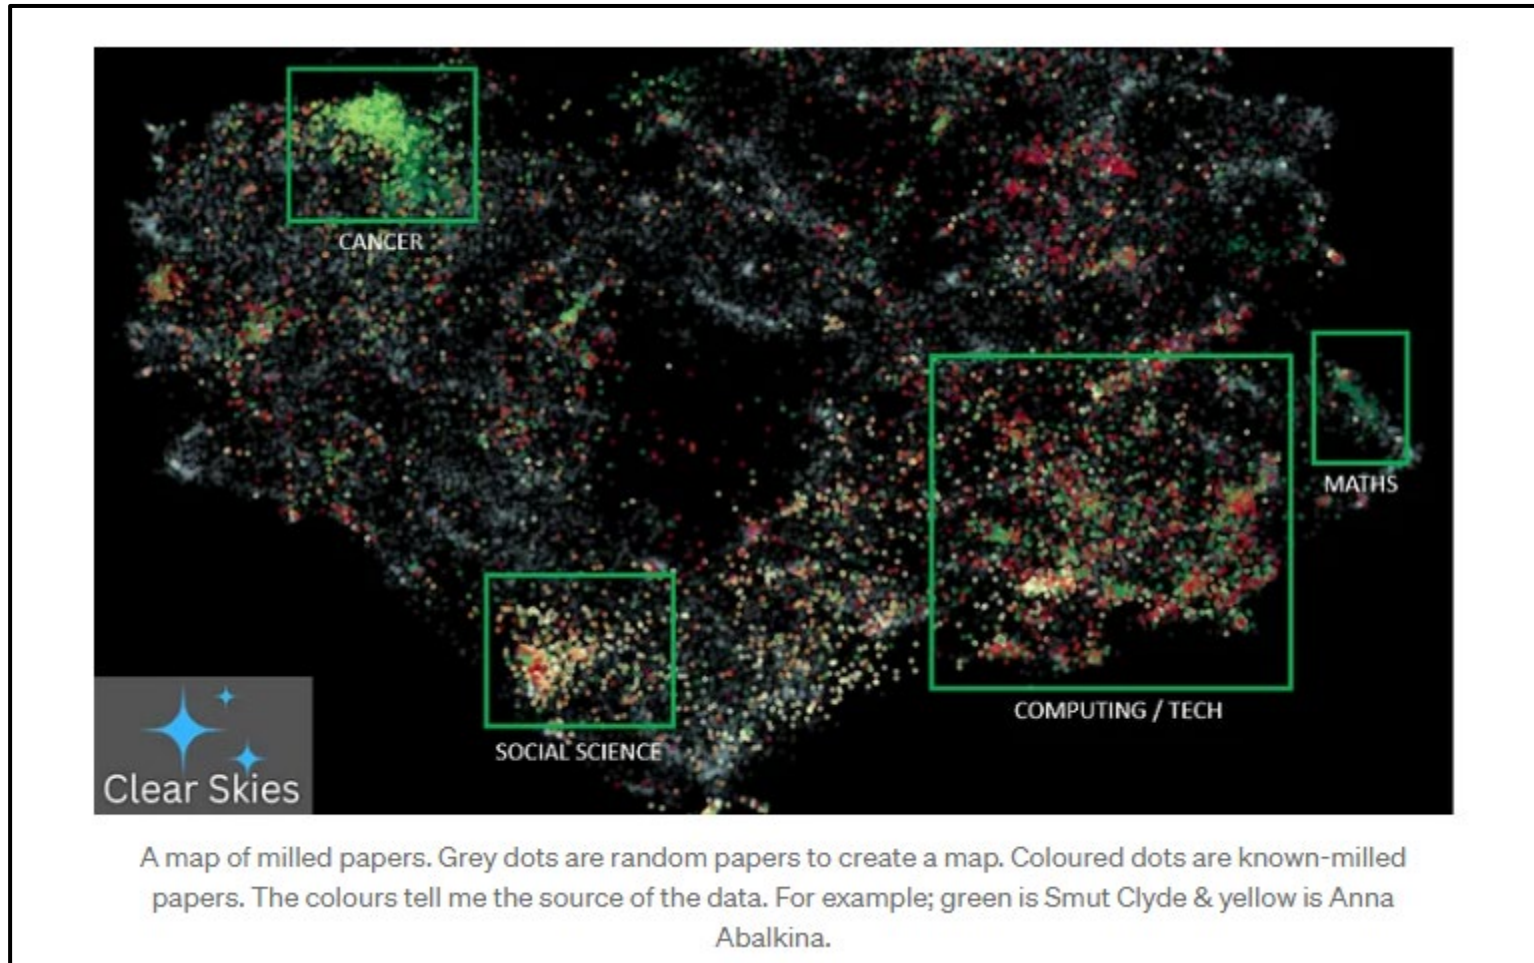 CANCER
MATHS
COMPUTING / TECH
SOCIAL SCIENCE
Clear Skies
A map of milled papers. Grey dots are random papers to create a map. Coloured dots are known-milled
papers. The colours tell me the source of the data. For example; green is Smut Clyde & yellow is Anna
Abalkina.